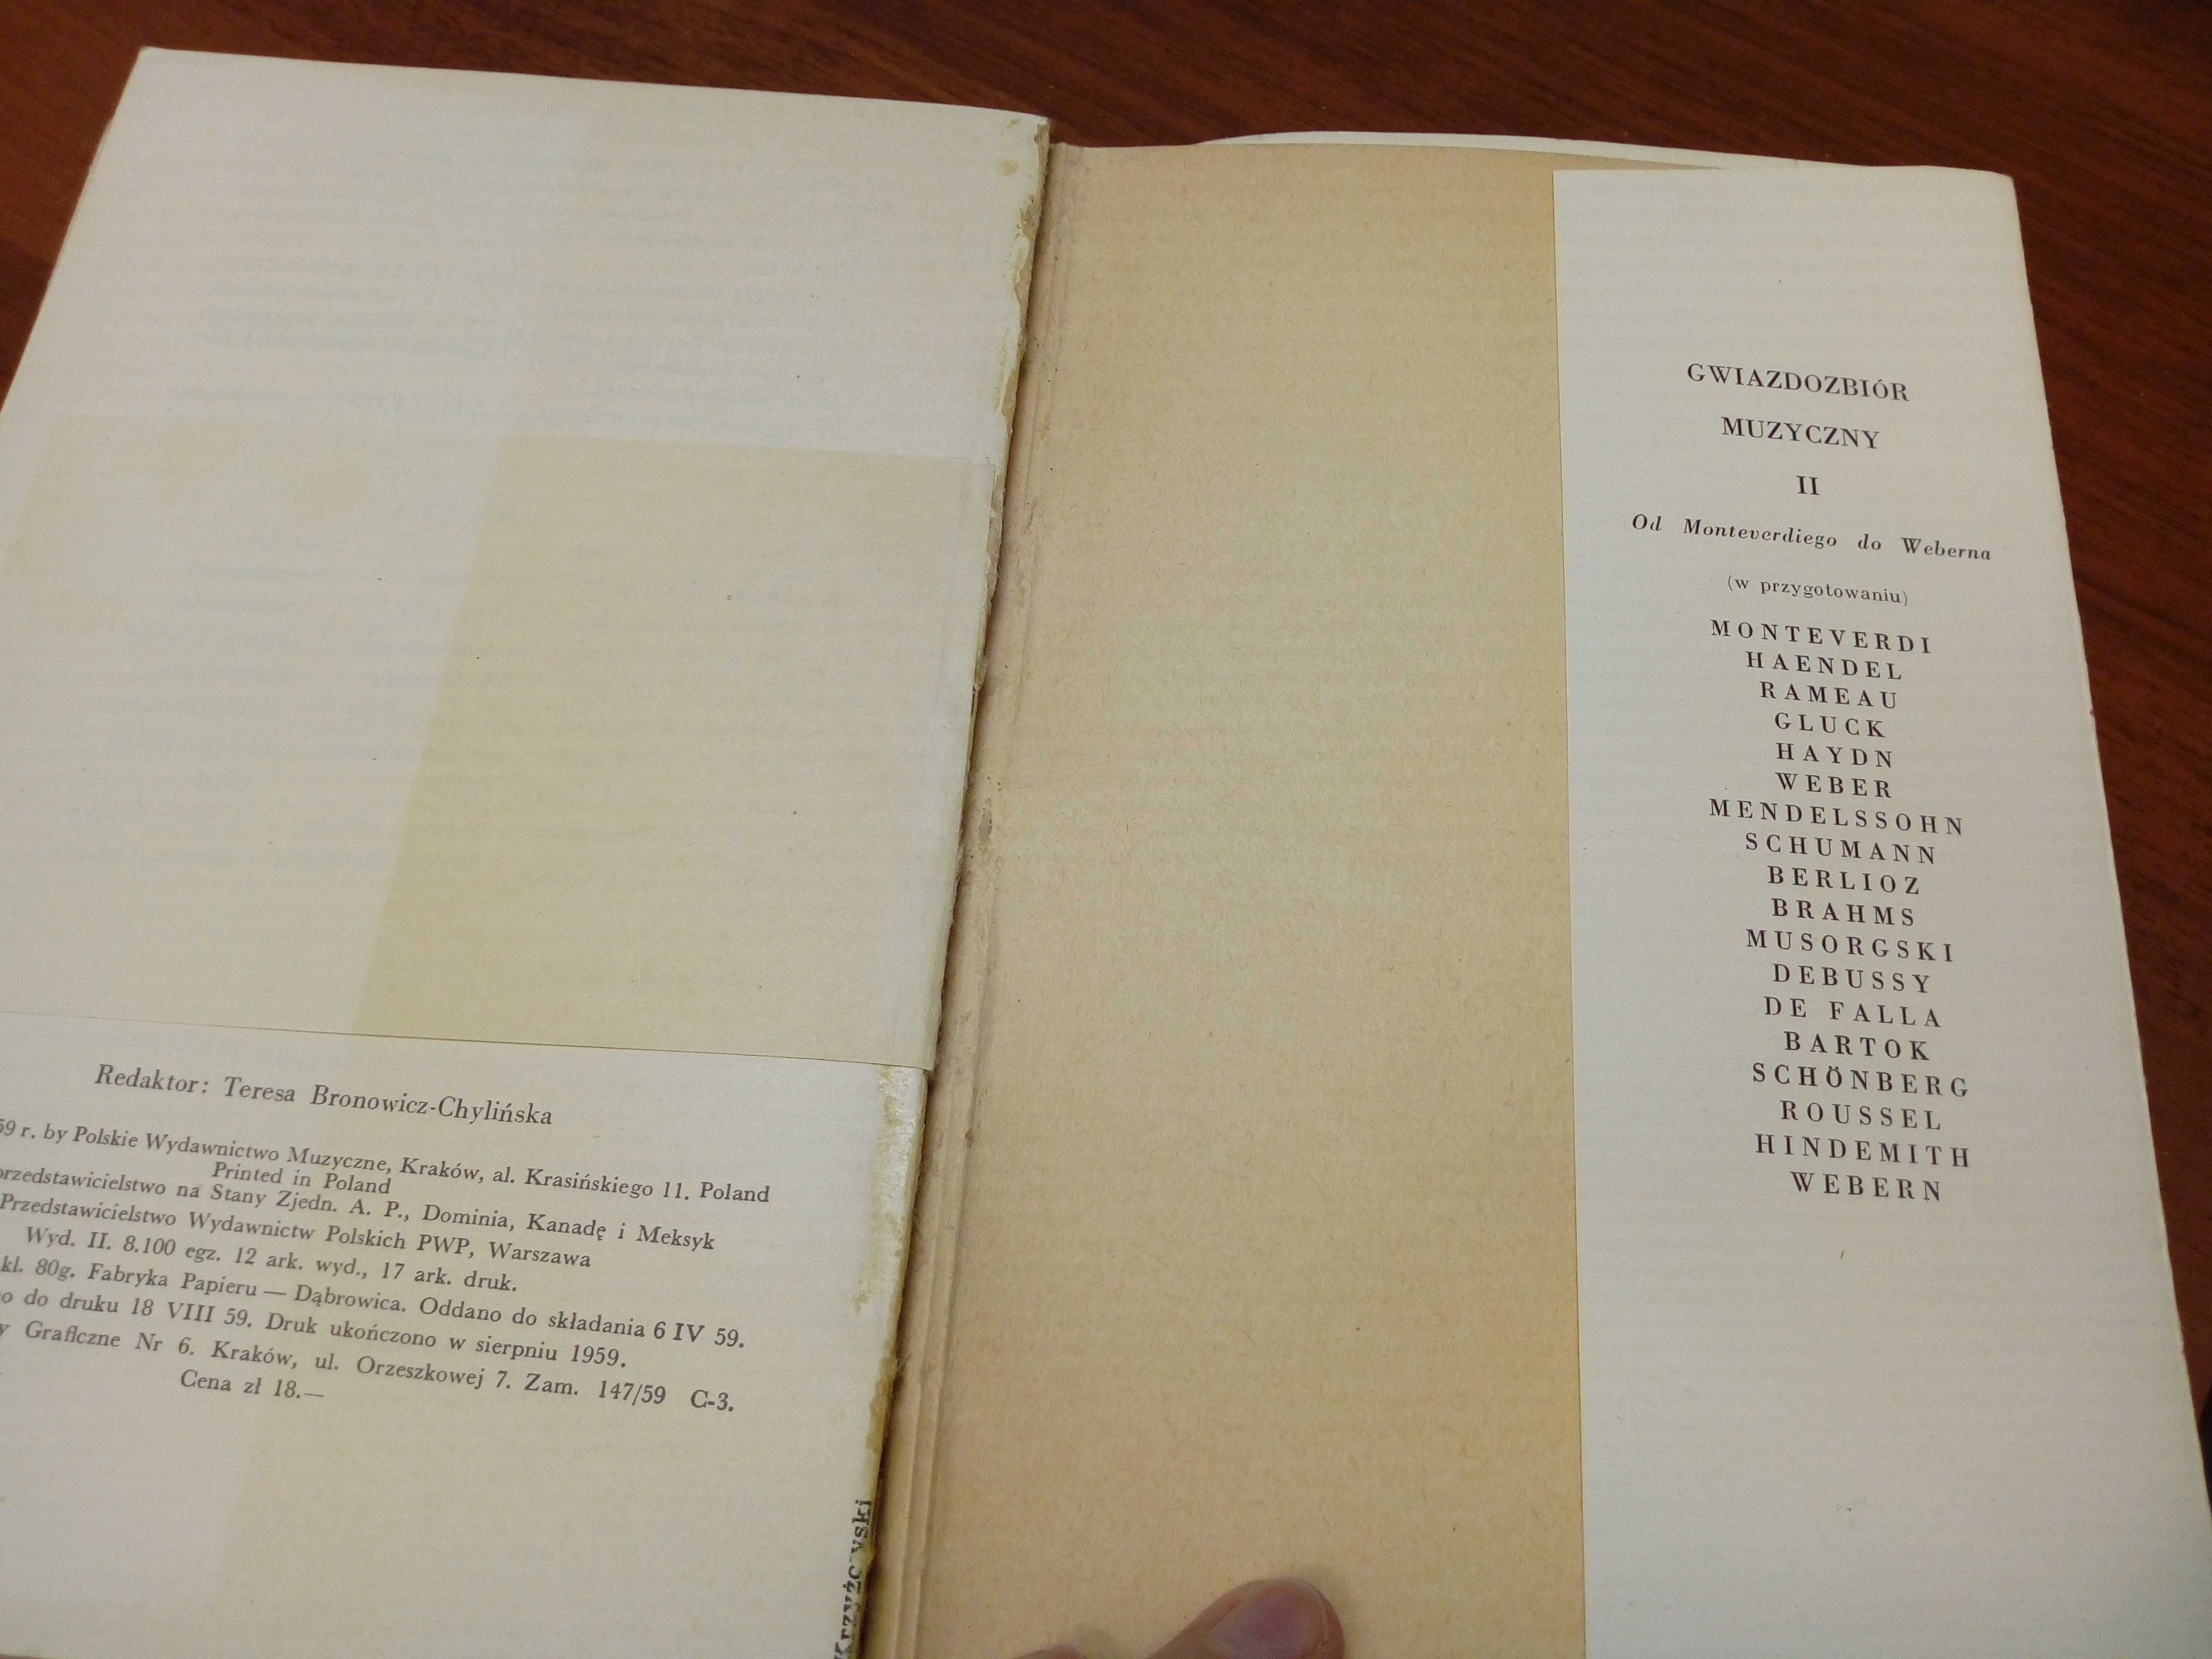 Redaktor: Teresa Bronowicz-Chylińska
59 r. by Polskie Wydawnictwo Muzyczne, Kraków, al. Krasińskiego 11. Poland
Printed in Poland
przedstawicielstwo na Stany Zjedn. A. P., Dominia, Kanadę i Meksyk
Przedstawicielstwo Wydawnictw Polskich PWP, Warszawa
Wyd. II. 8.100 egz. 12 ark. wyd., 17 ark. druk.
kl. 80g. Fabryka Papieru — Dąbrowica. Oddano do składania 6 IV 59.
o do druku 18 VIII 59. Druk ukończono w sierpniu 1959.
y Graficzne Nr 6. Kraków, ul. Orzeszkowej 7. Zam. 147/59 C-3.
Cena zł 18.—
GWIAZDOZBIÓR
MUZYCZNY
II
Od Monteverdiego do Weberna
(w przygotowaniu)
MONTEVERDI
HAENDEL
RAMEAU
GLUCK
HAYDN
WEBER
MENDELSSOHN
SCHUMANN
BERLIOZ
BRAHMS
MUSORGSKI
DEBUSSY
DE FALLA
BARTOK
SCHÖNBERG
ROUSSEL
HINDEMITH
WEBERN